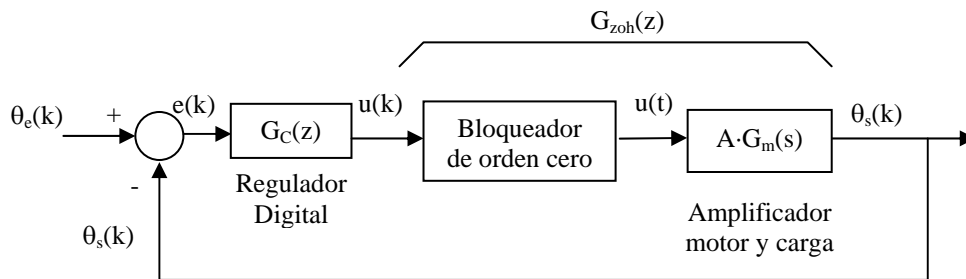 G_zoh(z)
θ_e(k)
+
e(k)
G_C(z)
u(k)
Bloqueador
de orden cero
u(t)
A·G_m(s)
θ_s(k)
-
Regulador
Digital
Amplificador
motor y carga
θ_s(k)